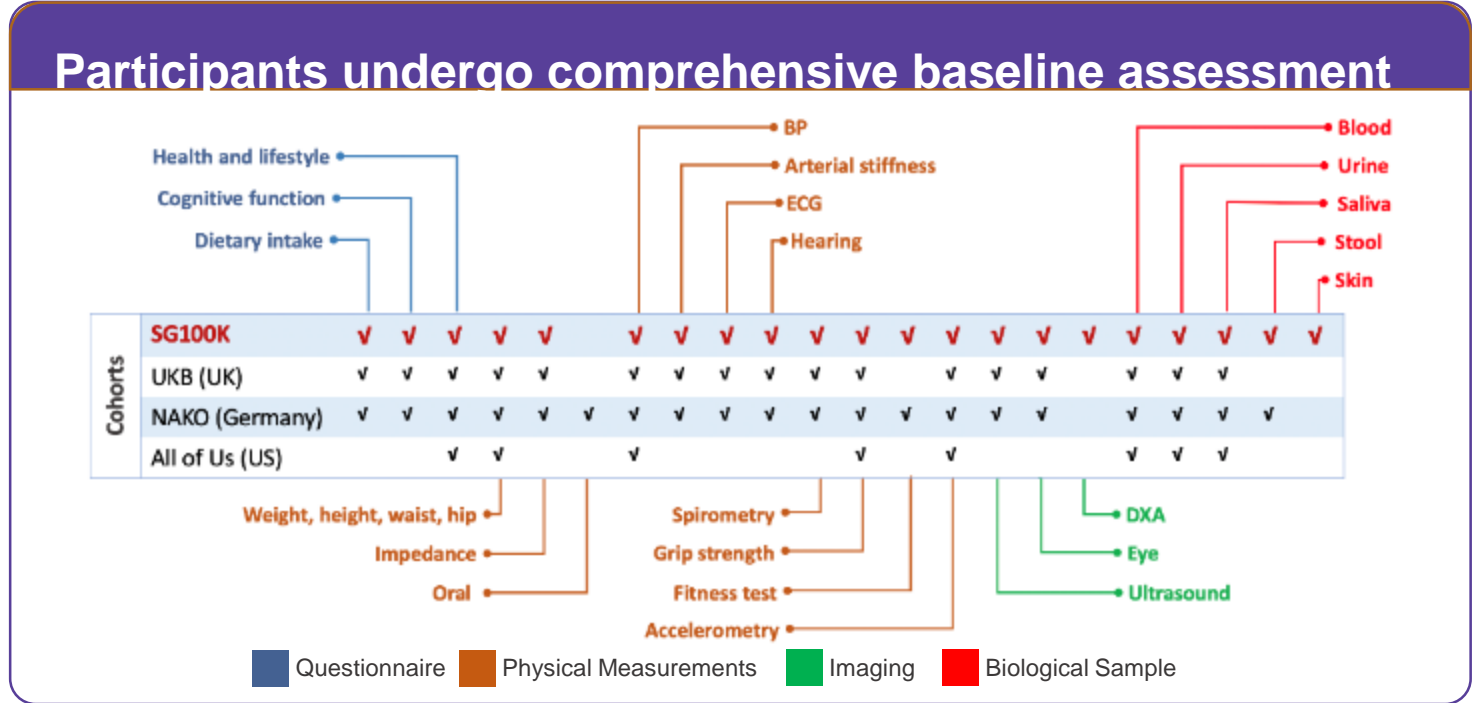 Participants undergo comprehensive baseline assessment
BP
Blood
Health and lifestyle
Arterial stiffness
Urine
Cognitive function
ECG
Saliva
Dietary intake
Hearing
Stool
Skin
Cohorts
SG100K √ √ √ √ √ √ √ √ √ √ √ √ √ √ √ √ √ √ √ √ √
UKB (UK) √ √ √ √ √ √ √ √ √ √ √ √ √ √ √ √ √
NAKO (Germany) √ √ √ √ √ √ √ √ √ √ √ √ √ √ √ √ √ √ √ √
All of Us (US) √ √ √ √ √ √ √ √
Weight, height, waist, hip
Spirometry
DXA
Impedance
Grip strength
Eye
Oral
Fitness test
Ultrasound
Accelerometry
Questionnaire Physical Measurements Imaging Biological Sample